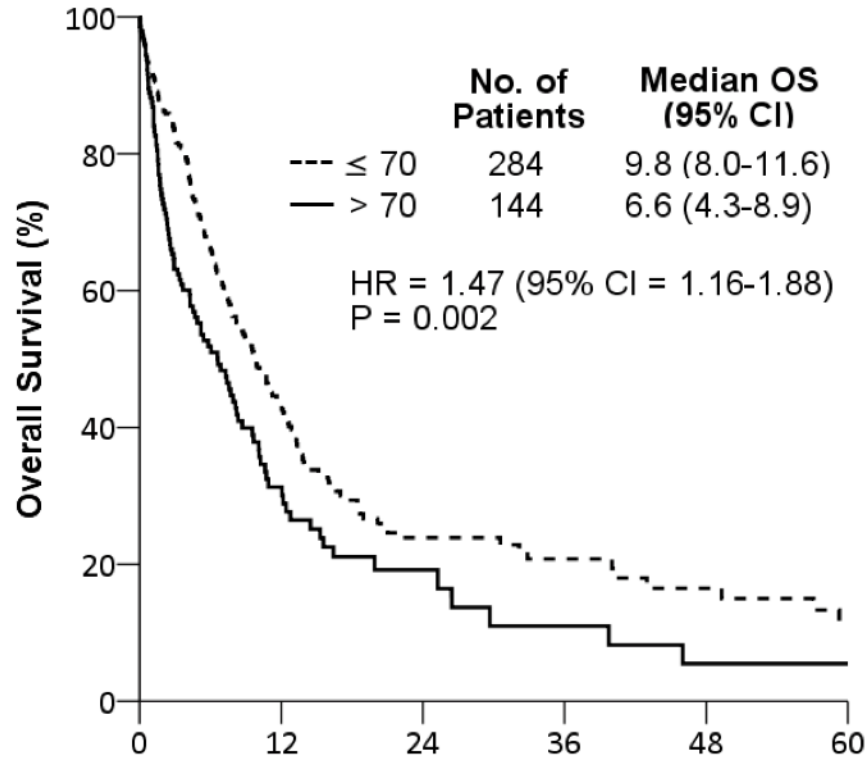 100
80
60
40
20
0
Overall Survival (%)
No. of Patients
Median OS (95% CI)
≤ 70 284 9.8 (8.0-11.6)
> 70 144 6.6 (4.3-8.9)
HR = 1.47 (95% CI = 1.16-1.88)
P = 0.002
0 12 24 36 48 60